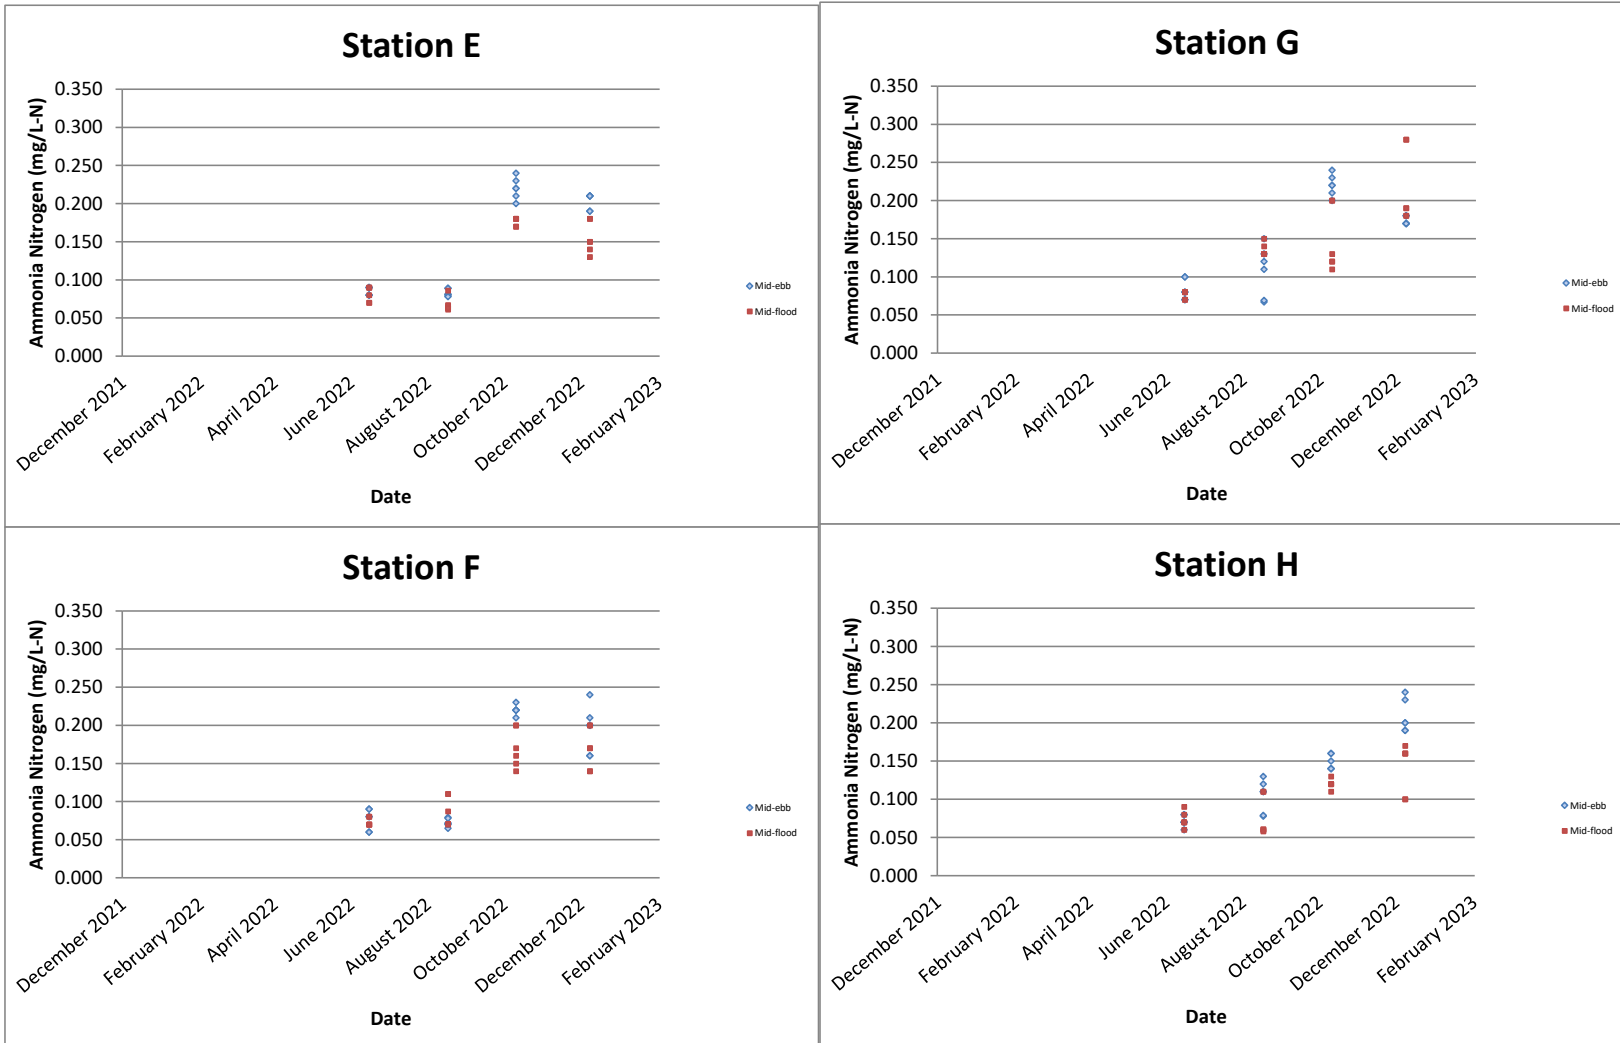 Station E
Ammonia Nitrogen (mg/L-N)
0.350
0.300
0.250
0.200
0.150
0.100
0.050
0.000
December 2021
February 2022
April 2022
June 2022
August 2022
October 2022
December 2022
February 2023
Date
Mid-ebb
Mid-flood
Station G
Ammonia Nitrogen (mg/L-N)
0.350
0.300
0.250
0.200
0.150
0.100
0.050
0.000
December 2021
February 2022
April 2022
June 2022
August 2022
October 2022
December 2022
February 2023
Date
Mid-ebb
Mid-flood
Station F
Ammonia Nitrogen (mg/L-N)
0.350
0.300
0.250
0.200
0.150
0.100
0.050
0.000
December 2021
February 2022
April 2022
June 2022
August 2022
October 2022
December 2022
February 2023
Date
Mid-ebb
Mid-flood
Station H
Ammonia Nitrogen (mg/L-N)
0.350
0.300
0.250
0.200
0.150
0.100
0.050
0.000
December 2021
February 2022
April 2022
June 2022
August 2022
October 2022
December 2022
February 2023
Date
Mid-ebb
Mid-flood